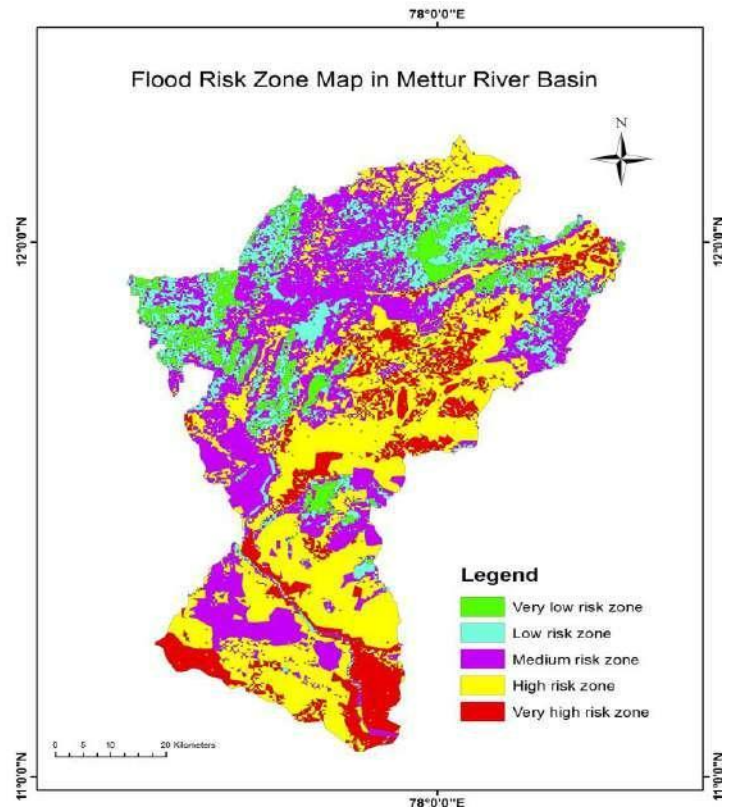 78°0'0"E
Flood Risk Zone Map in Mettur River Basin
N
12°0'0"N
12°0'0"N
Legend
Very low risk zone
Low risk zone
Medium risk zone
High risk zone
Very high risk zone
0 5 10 20 Kilometers
11°0'0"N
11°0'0"N
78°0'0"E